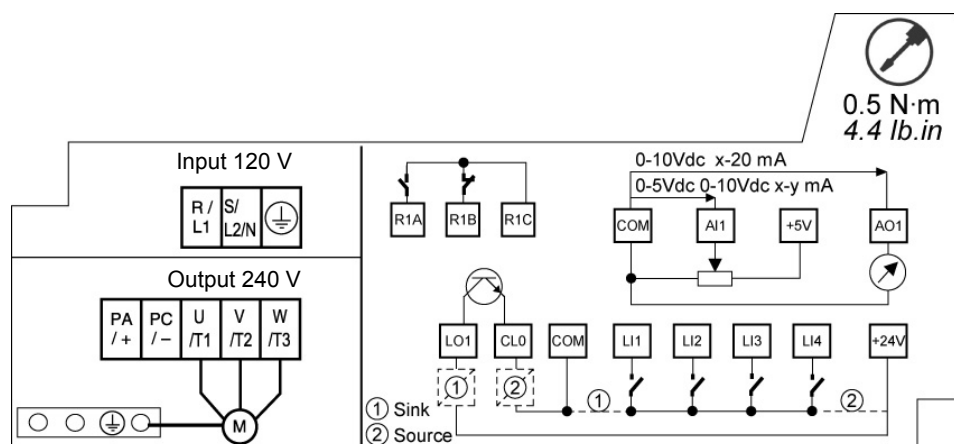 0.5 N·m
4.4 lb.in
Input 120 V
R / L1
S/ L2/N
Output 240 V
PA / +
PC / –
U /T1
V /T2
W /T3
M
R1A
R1B
R1C
0-10Vdc x-20 mA
0-5Vdc 0-10Vdc x-y mA
COM
AI1
+5V
AO1
LO1
CL0
COM
LI1
LI2
LI3
LI4
+24V
1
2
1
2
① Sink
② Source